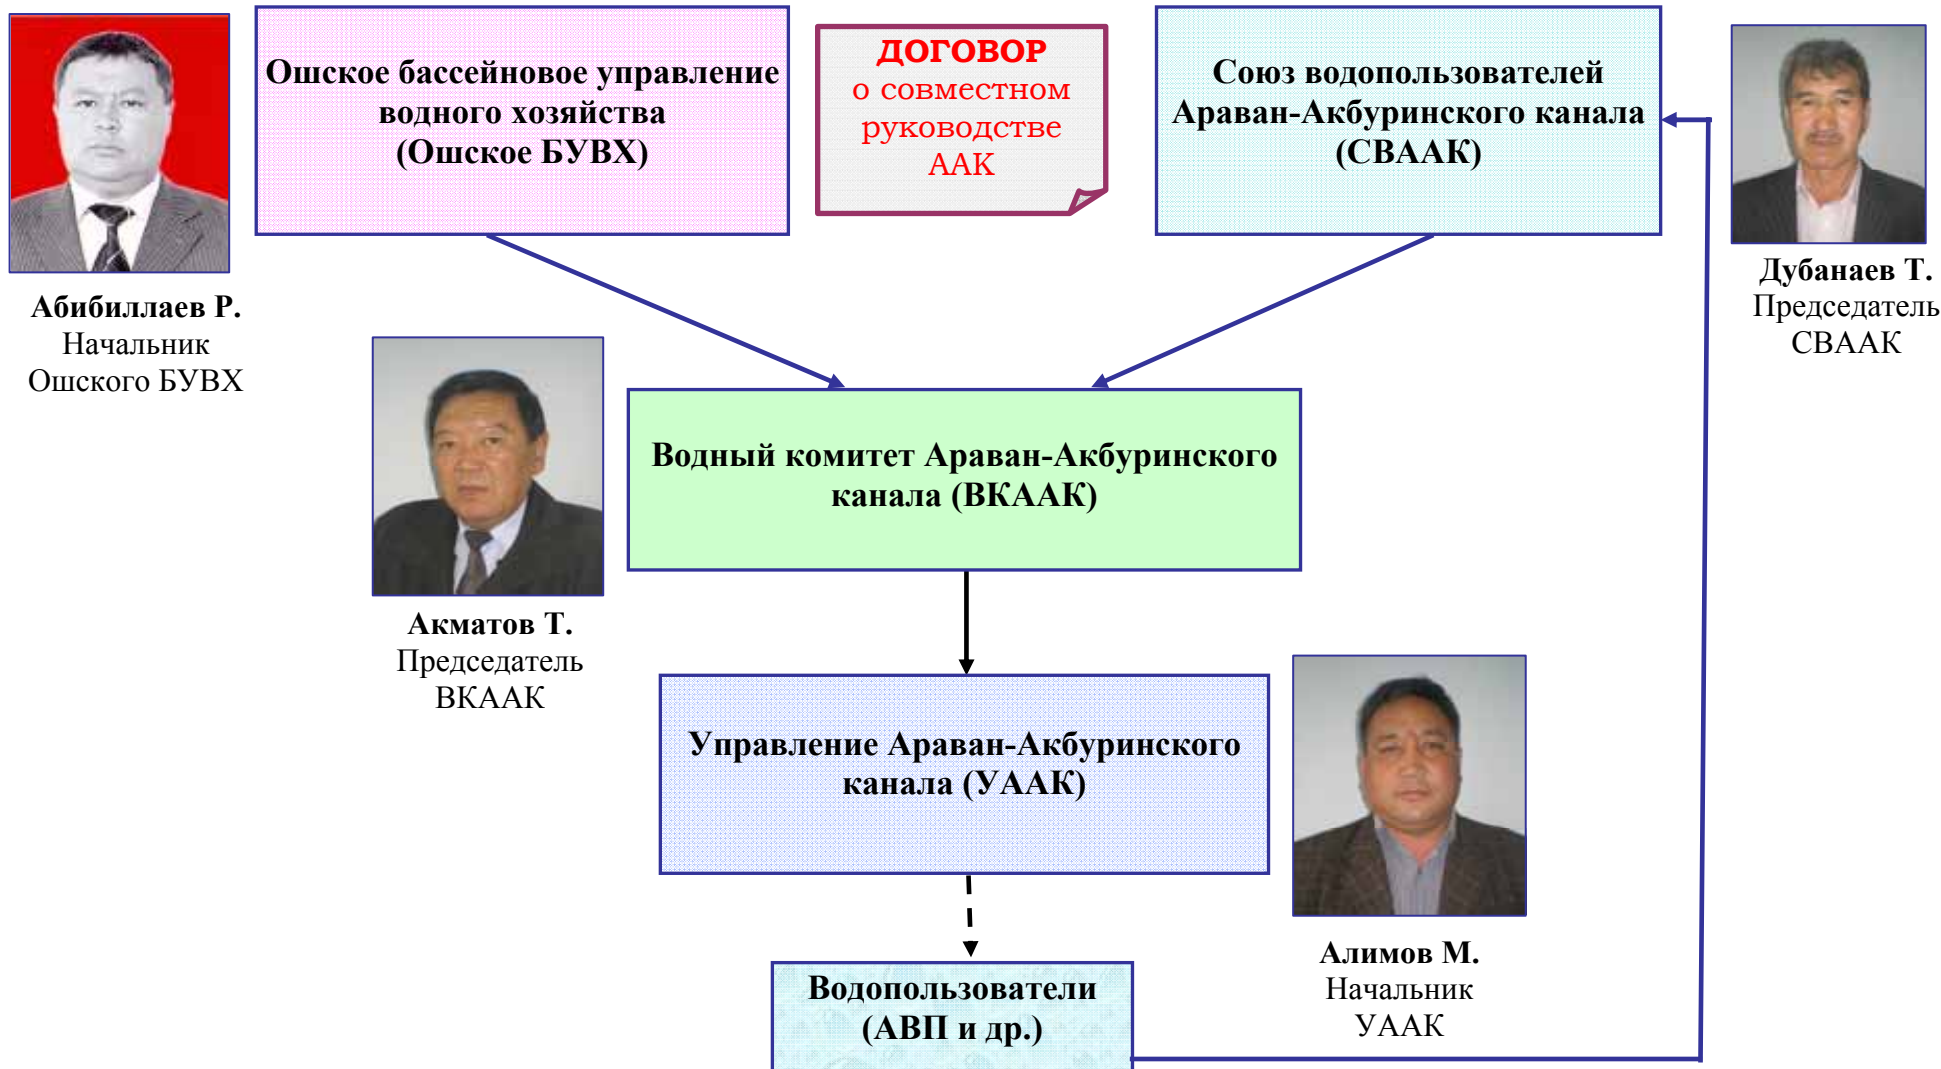 Ошское бассейновое управление
водного хозяйства
(Ошское БУВХ)
ДОГОВОР
о совместном
руководстве
ААК
Союз водопользователей
Араван-Акбуринского канала
(СВААК)
Абибиллаев Р.
Начальник
Ошского БУВХ
Дубанаев Т.
Председатель
СВААК
Водный комитет Араван-Акбуринского
канала (ВКААК)
Акматов Т.
Председатель
ВКААК
Управление Араван-Акбуринского
канала (УААК)
Алимов М.
Начальник
УААК
Водопользователи
(АВП и др.)